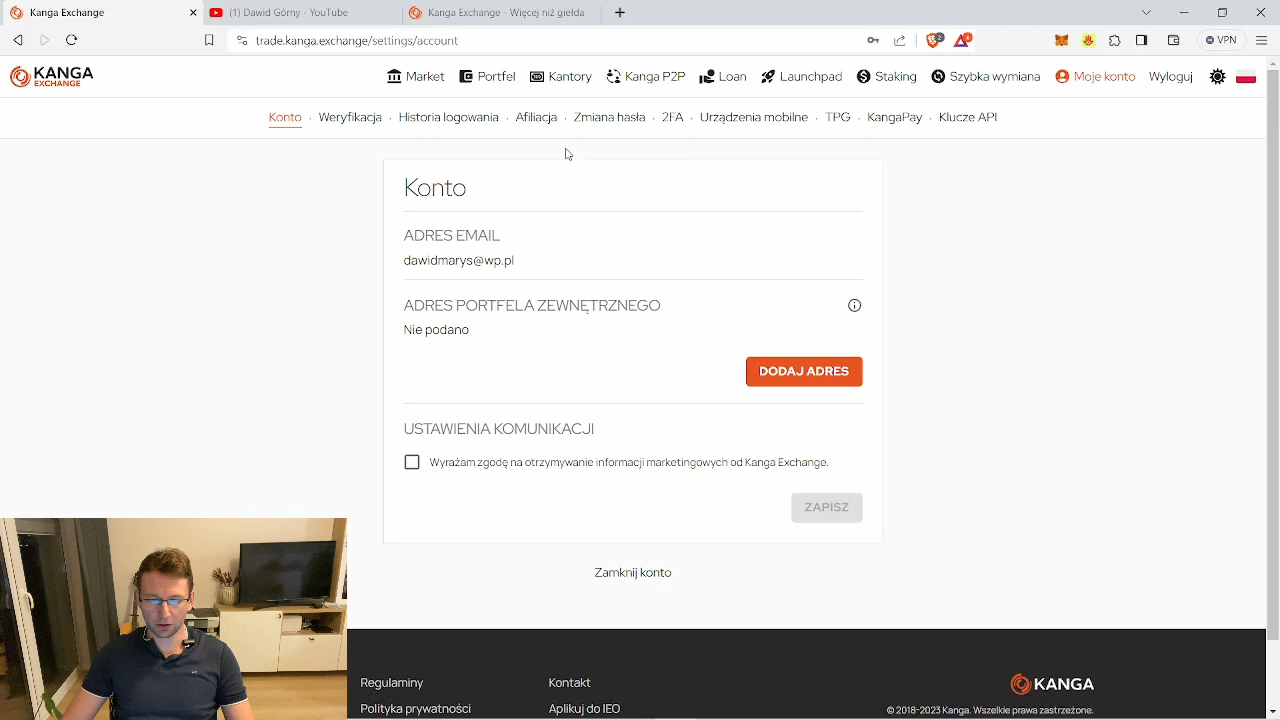 Kanga Exchange
(1) Dawid Górny - YouTube
Kanga Exchange - Więcej niż giełda
trade.kanga.exchange/settings/account
2
4
VPN
KANGA
EXCHANGE
Market
Portfel
Kantory
Kanga P2P
Loan
Launchpad
Staking
Szybka wymiana
Moje konto
Wyloguj
Konto · Weryfikacja · Historia logowania · Afiliacja · Zmiana hasła · 2FA · Urządzenia mobilne · TPG · KangaPay · Klucze API
Konto
ADRES EMAIL
dawidmarys@wp.pl
ADRES PORTFELA ZEWNĘTRZNEGO
Nie podano
DODAJ ADRES
USTAWIENIA KOMUNIKACJI
Wyrażam zgodę na otrzymywanie informacji marketingowych od Kanga Exchange.
ZAPISZ
Zamknij konto
Regulaminy
Kontakt
KANGA
Polityka prywatności
Aplikuj do IEO
© 2018-2023 Kanga. Wszelkie prawa zastrzeżone.